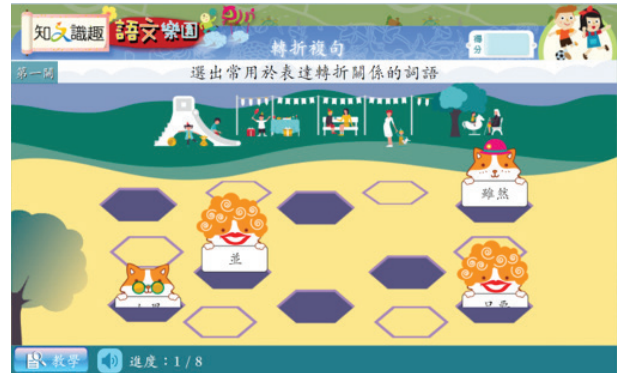 知文識趣
語文樂園
轉折複句
得分
第一關
選出常用於表達轉折關係的詞語
雖然
並
教學
進度：1/8